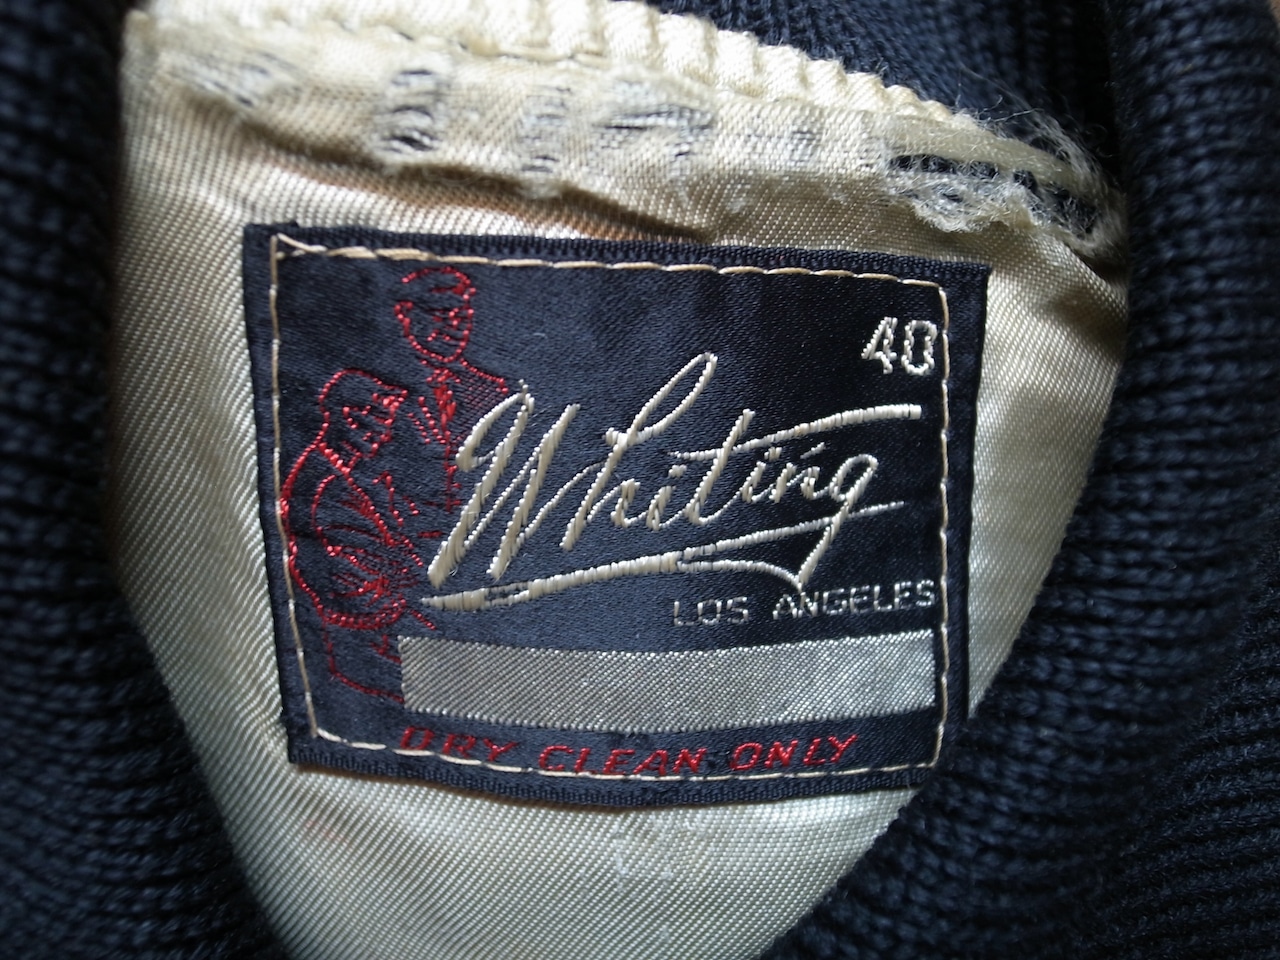 40
Whiting
LOS ANGELES
DRY CLEAN ONLY